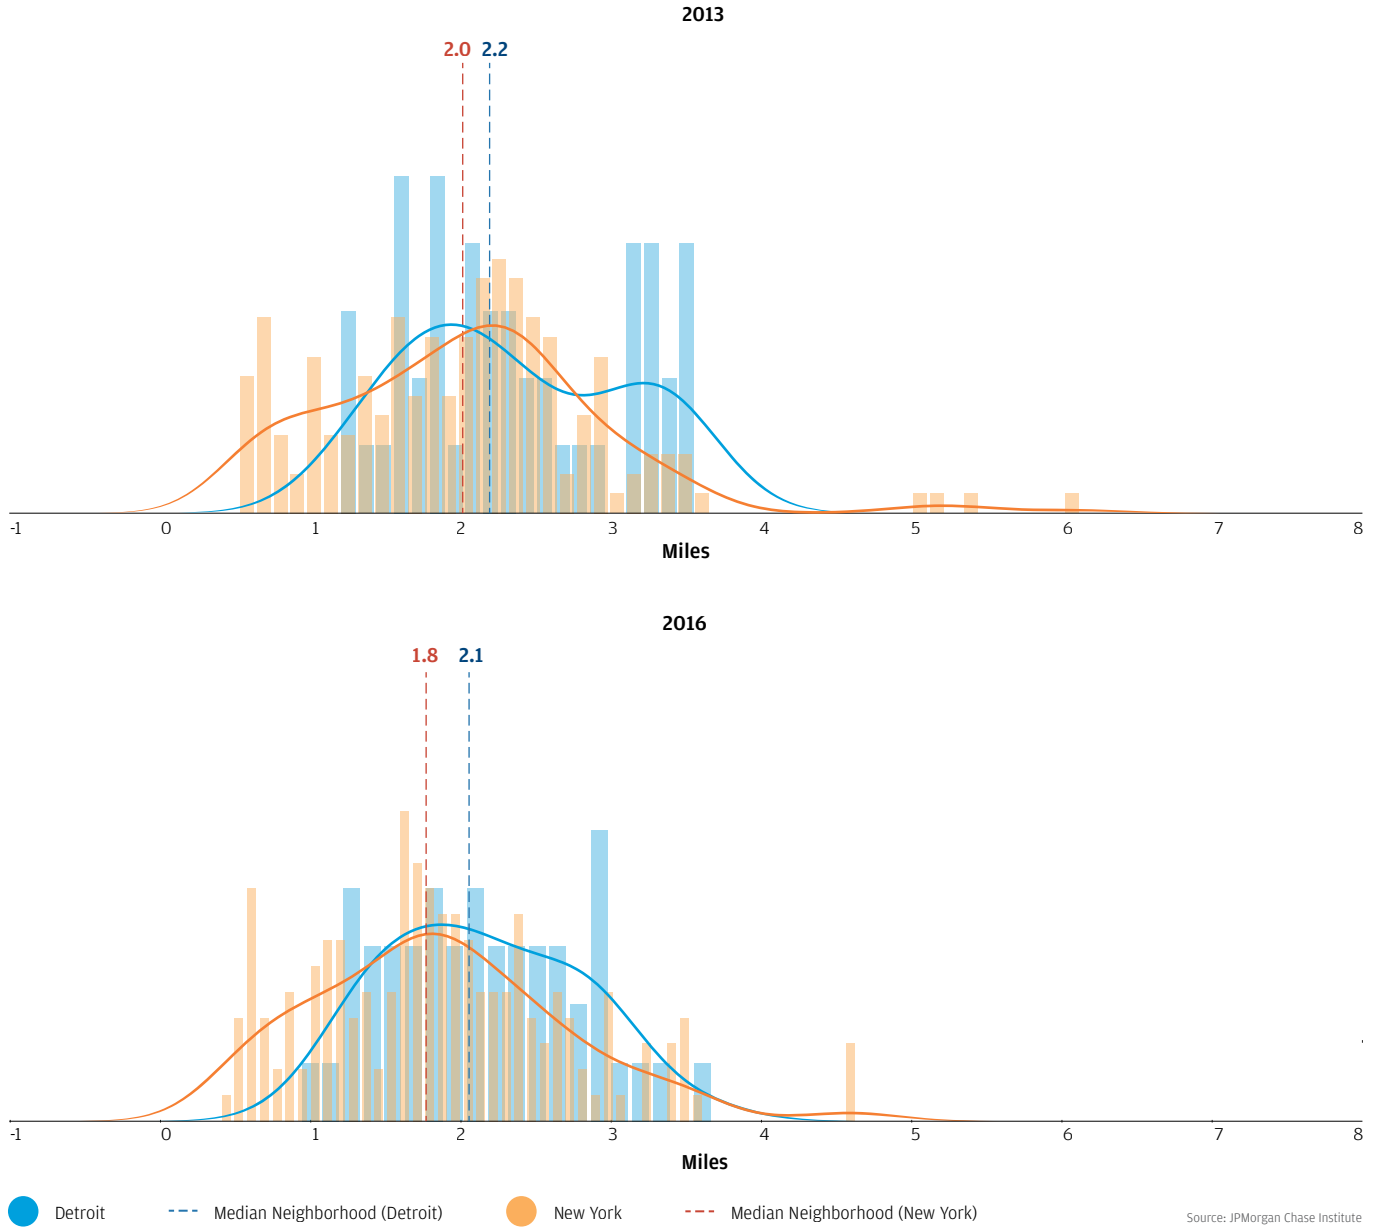 2013
2.0 2.2
-1 0 1 2 3 4 5 6 7 8
Miles
2016
1.8 2.1
-1 0 1 2 3 4 5 6 7 8
Miles
Detroit Median Neighborhood (Detroit) New York Median Neighborhood (New York) Source: JPMorgan Chase Institute